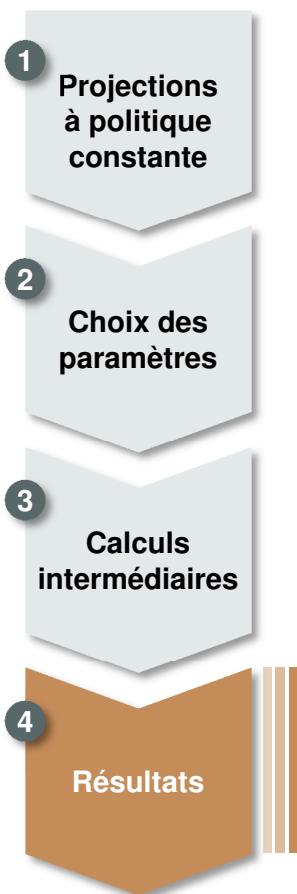 1
Projections
à politique
constante
2
Choix des
paramètres
3
Calculs
intermédiaires
4
Résultats